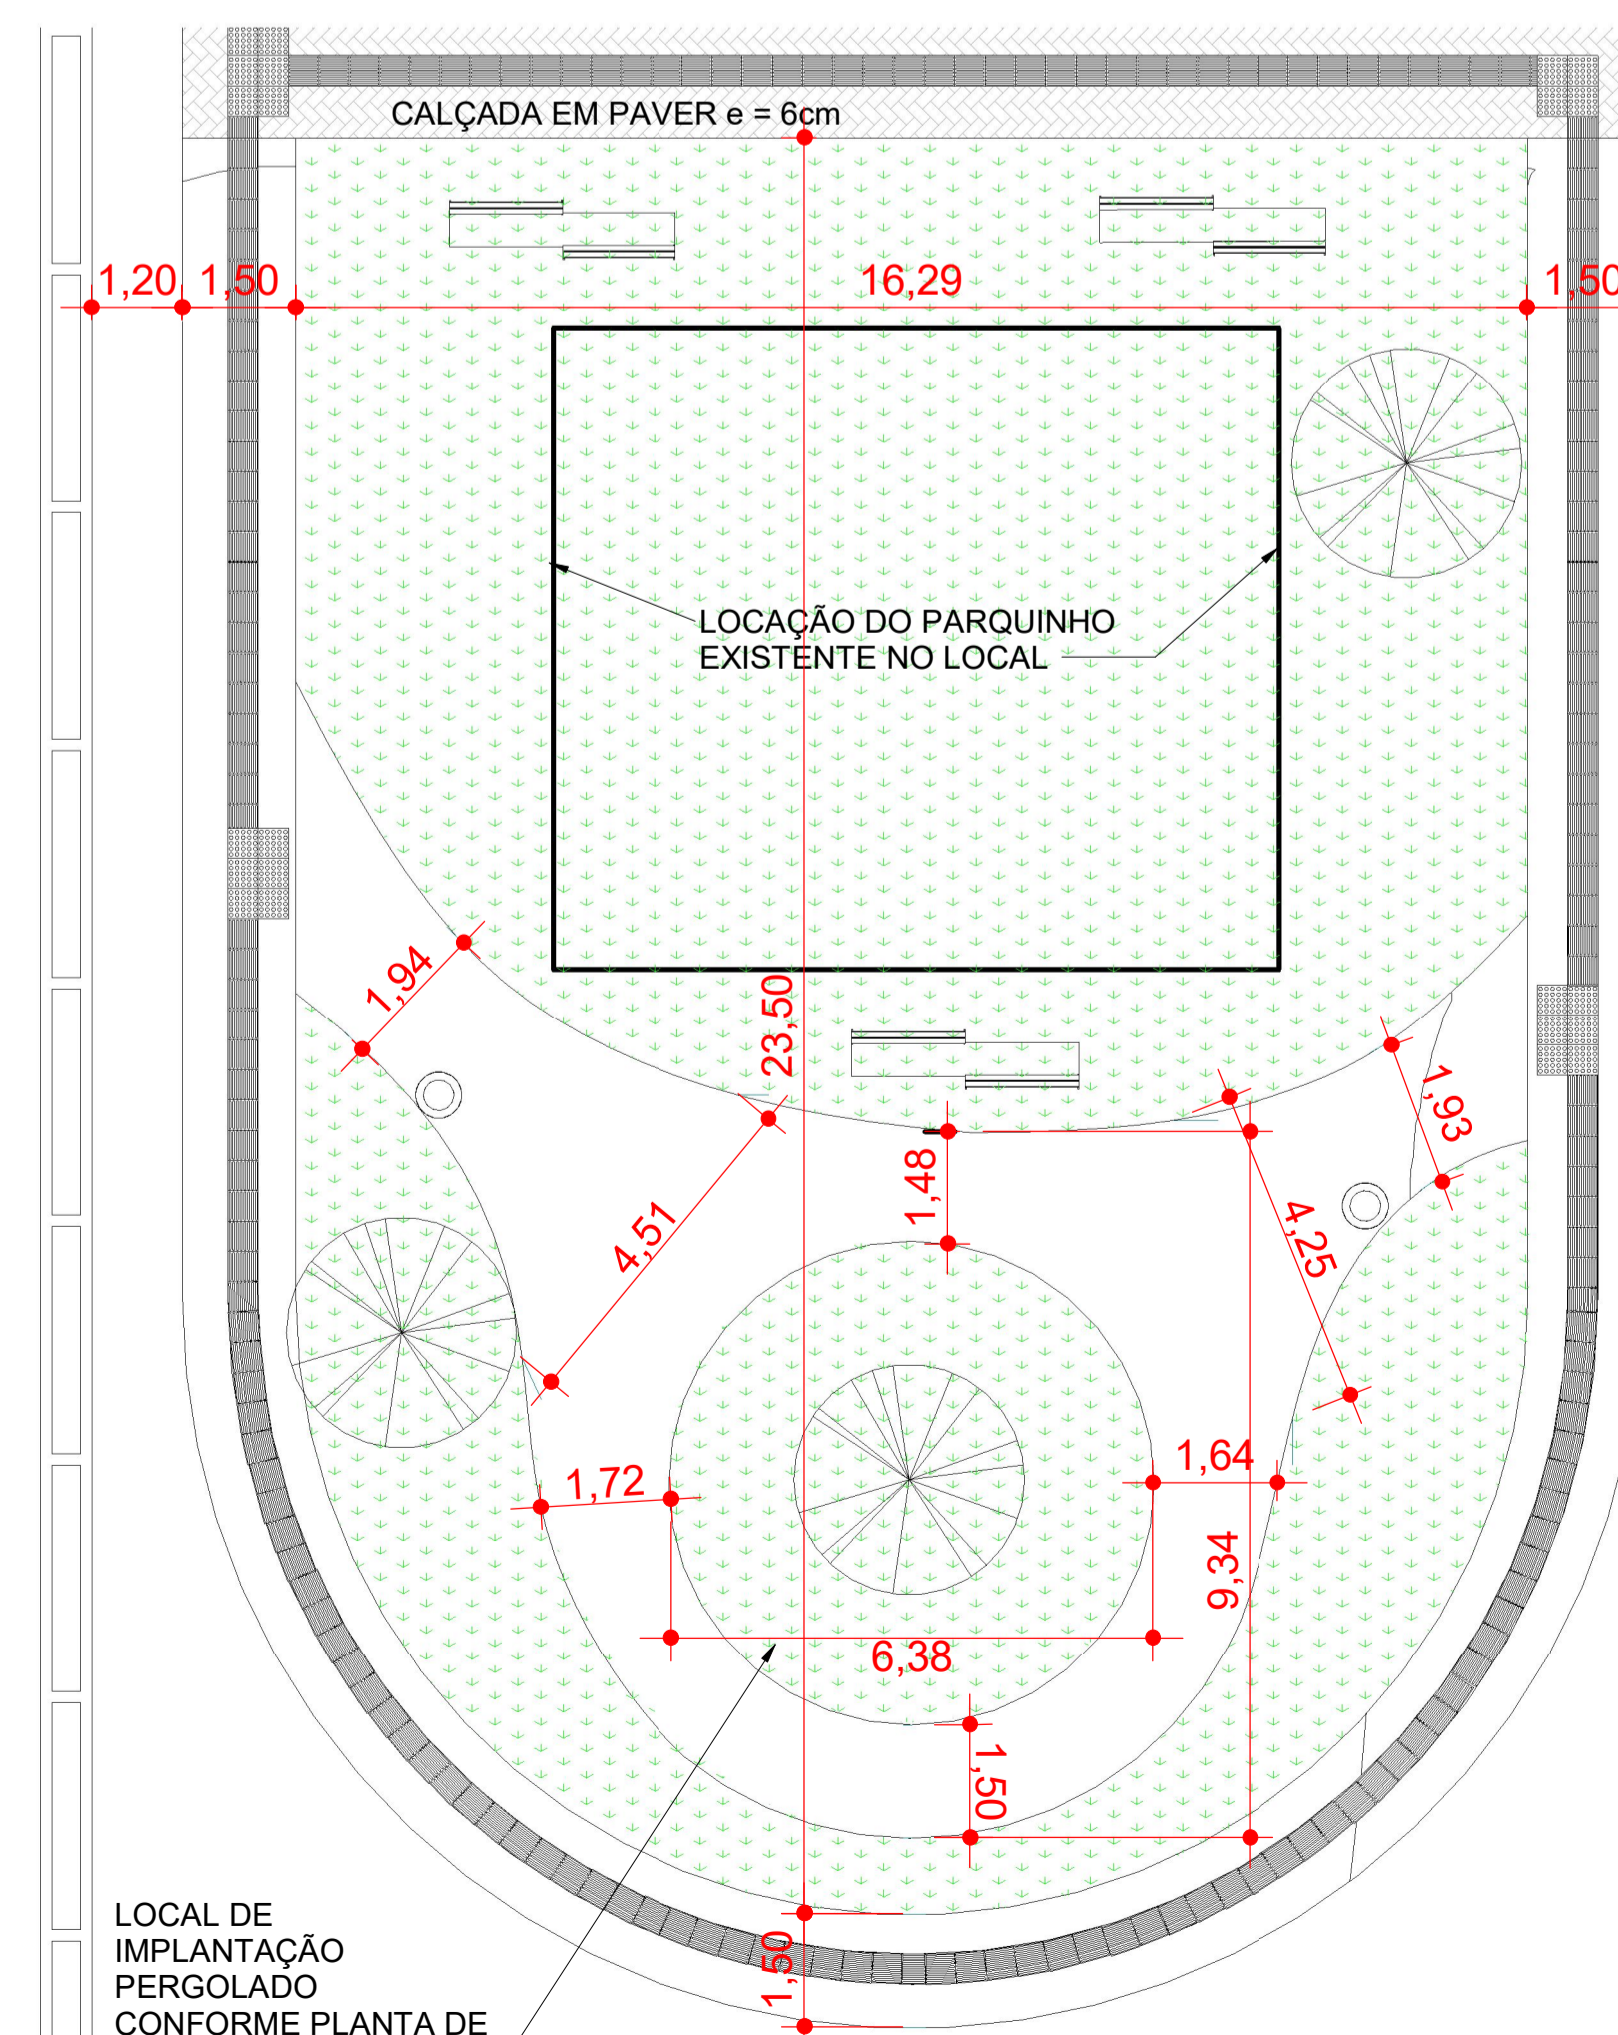 CALÇADA EM PAVER e = 6cm
1,20
1,50
16,29
1,50
LOCAÇÃO DO PARQUINHO
EXISTENTE NO LOCAL
1,94
23,50
1,93
1,48
4,51
4,25
1,72
1,64
9,34
6,38
1,50
1,50
LOCAL DE
IMPLANTAÇÃO
PERGOLADO
CONFORME PLANTA DE